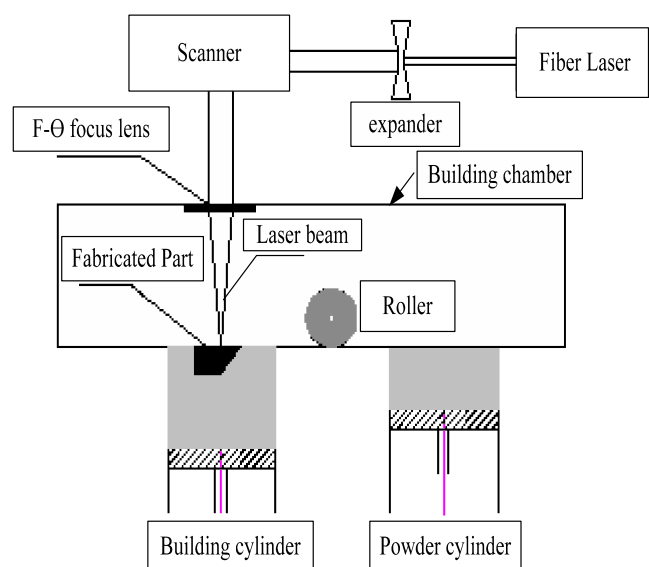 Scanner
Fiber Laser
F-Ө focus lens
expander
Building chamber
Laser beam
Fabricated Part
Roller
Building cylinder
Powder cylinder